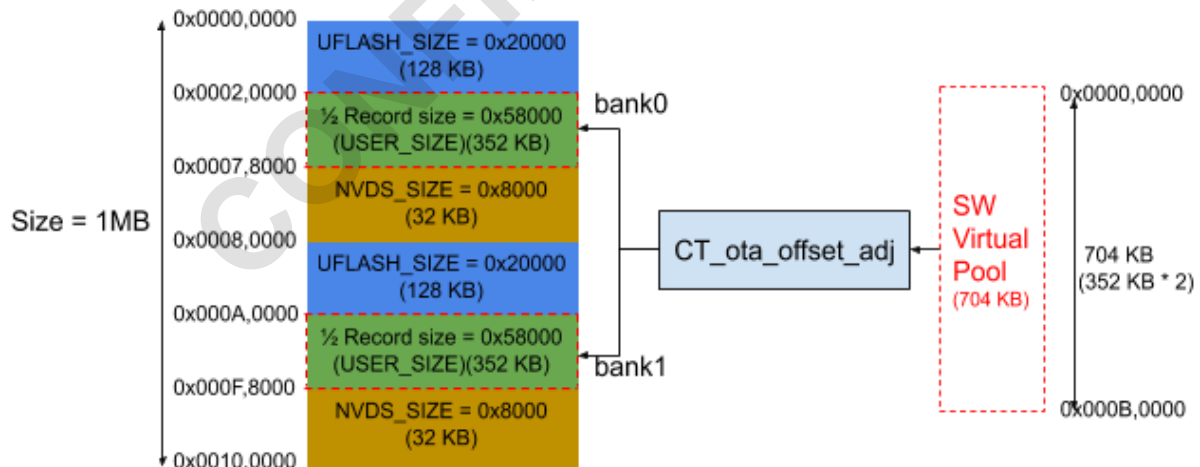 0x0000,0000
UFLASH_SIZE = 0x20000
(128 KB)
0x0002,0000
½ Record size = 0x58000
(USER_SIZE)(352 KB)
bank0
0x0007,8000
NVDS_SIZE = 0x8000
(32 KB)
Size = 1MB
0x0008,0000
UFLASH_SIZE = 0x20000
(128 KB)
0x000A,0000
½ Record size = 0x58000
(USER_SIZE)(352 KB)
bank1
0x000F,8000
NVDS_SIZE = 0x8000
(32 KB)
0x0010,0000
CT_ota_offset_adj
SW
Virtual
Pool
(704 KB)
0x0000,0000
704 KB
(352 KB * 2)
0x000B,0000